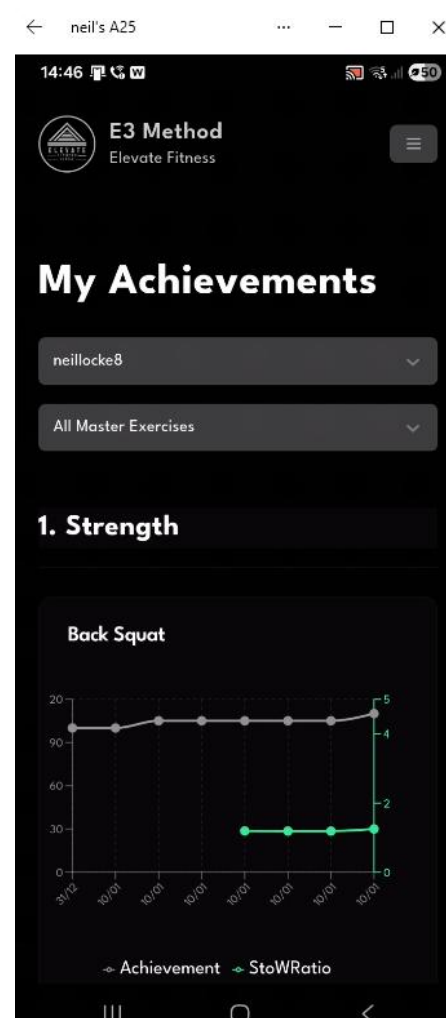 neil's A25
14:46
50
E3 Method
Elevate Fitness
ELEVATE
My Achievements
neillocke8
All Master Exercises
1. Strength
Back Squat
20
90
60
30
0
5
4
2
0
31/12
10/01
10/01
10/01
10/01
10/01
10/01
10/01
Achievement
StoWRatio